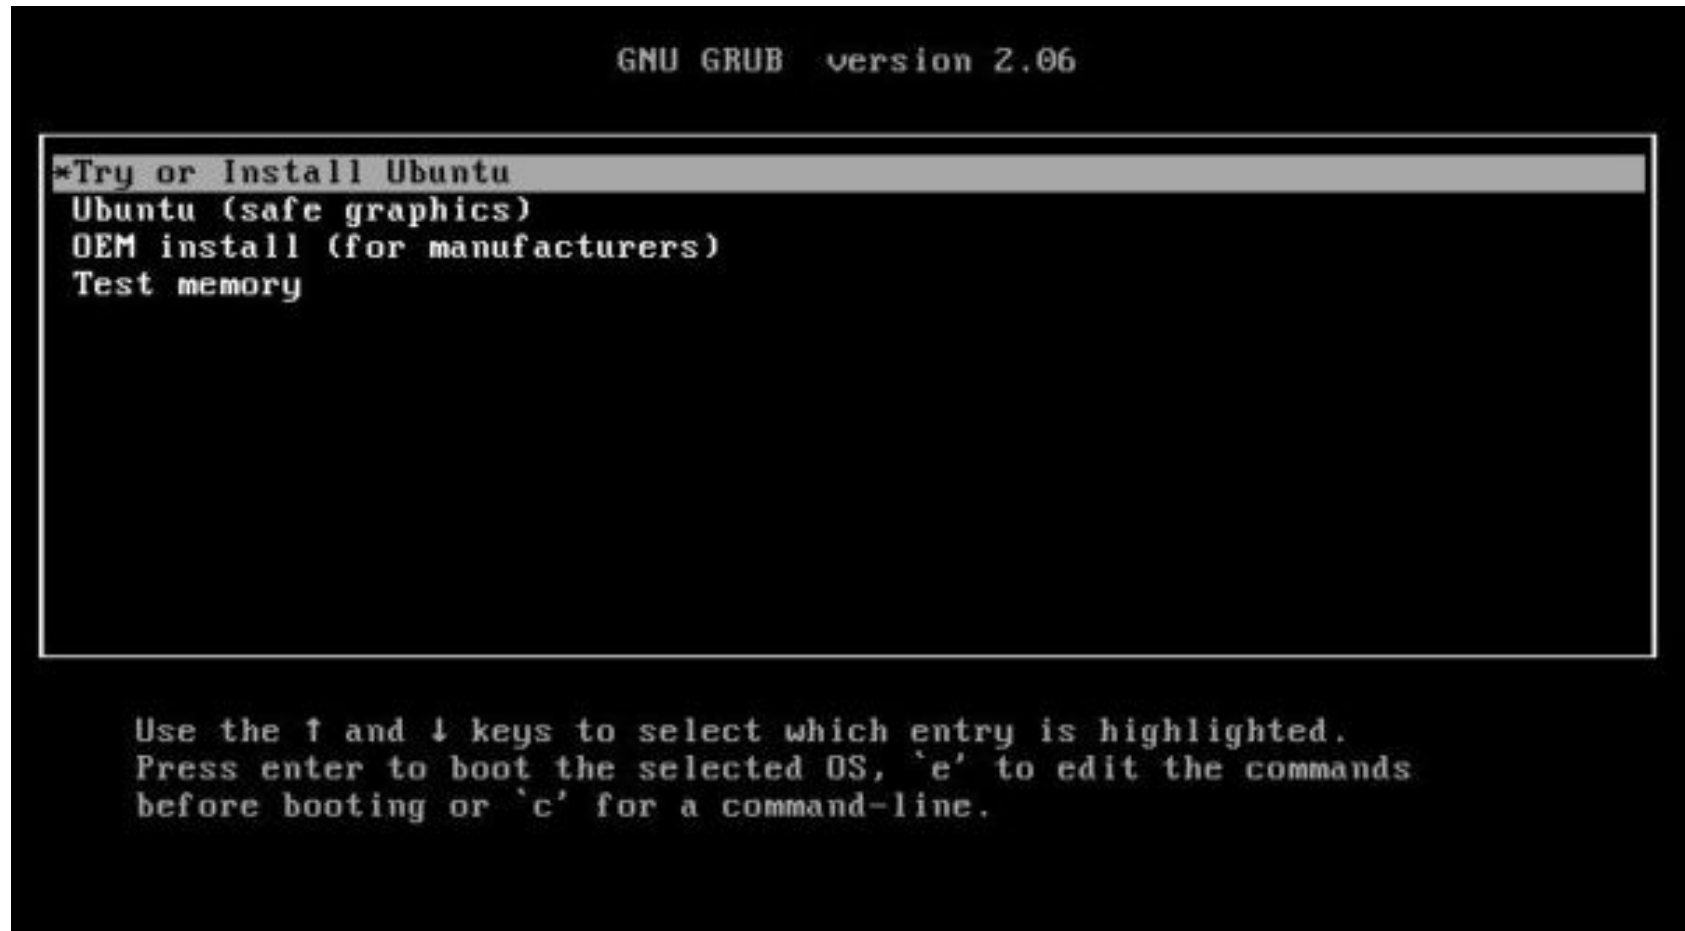 GNU GRUB  version 2.06
*Try or Install Ubuntu
Ubuntu (safe graphics)
OEM install (for manufacturers)
Test memory
Use the ↑ and ↓ keys to select which entry is highlighted.
Press enter to boot the selected OS, `e' to edit the commands
before booting or `c' for a command-line.